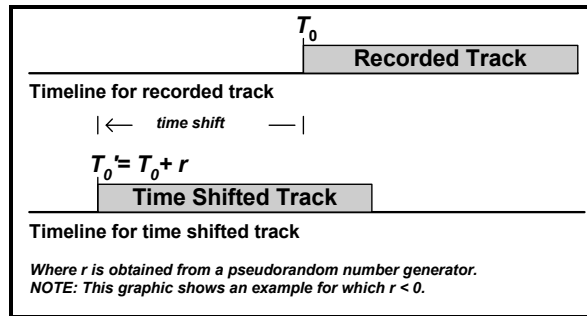 T₀
Recorded Track
Timeline for recorded track
|← time shift —|
T₀'= T₀+ r
Time Shifted Track
Timeline for time shifted track
Where r is obtained from a pseudorandom number generator.
NOTE: This graphic shows an example for which r < 0.